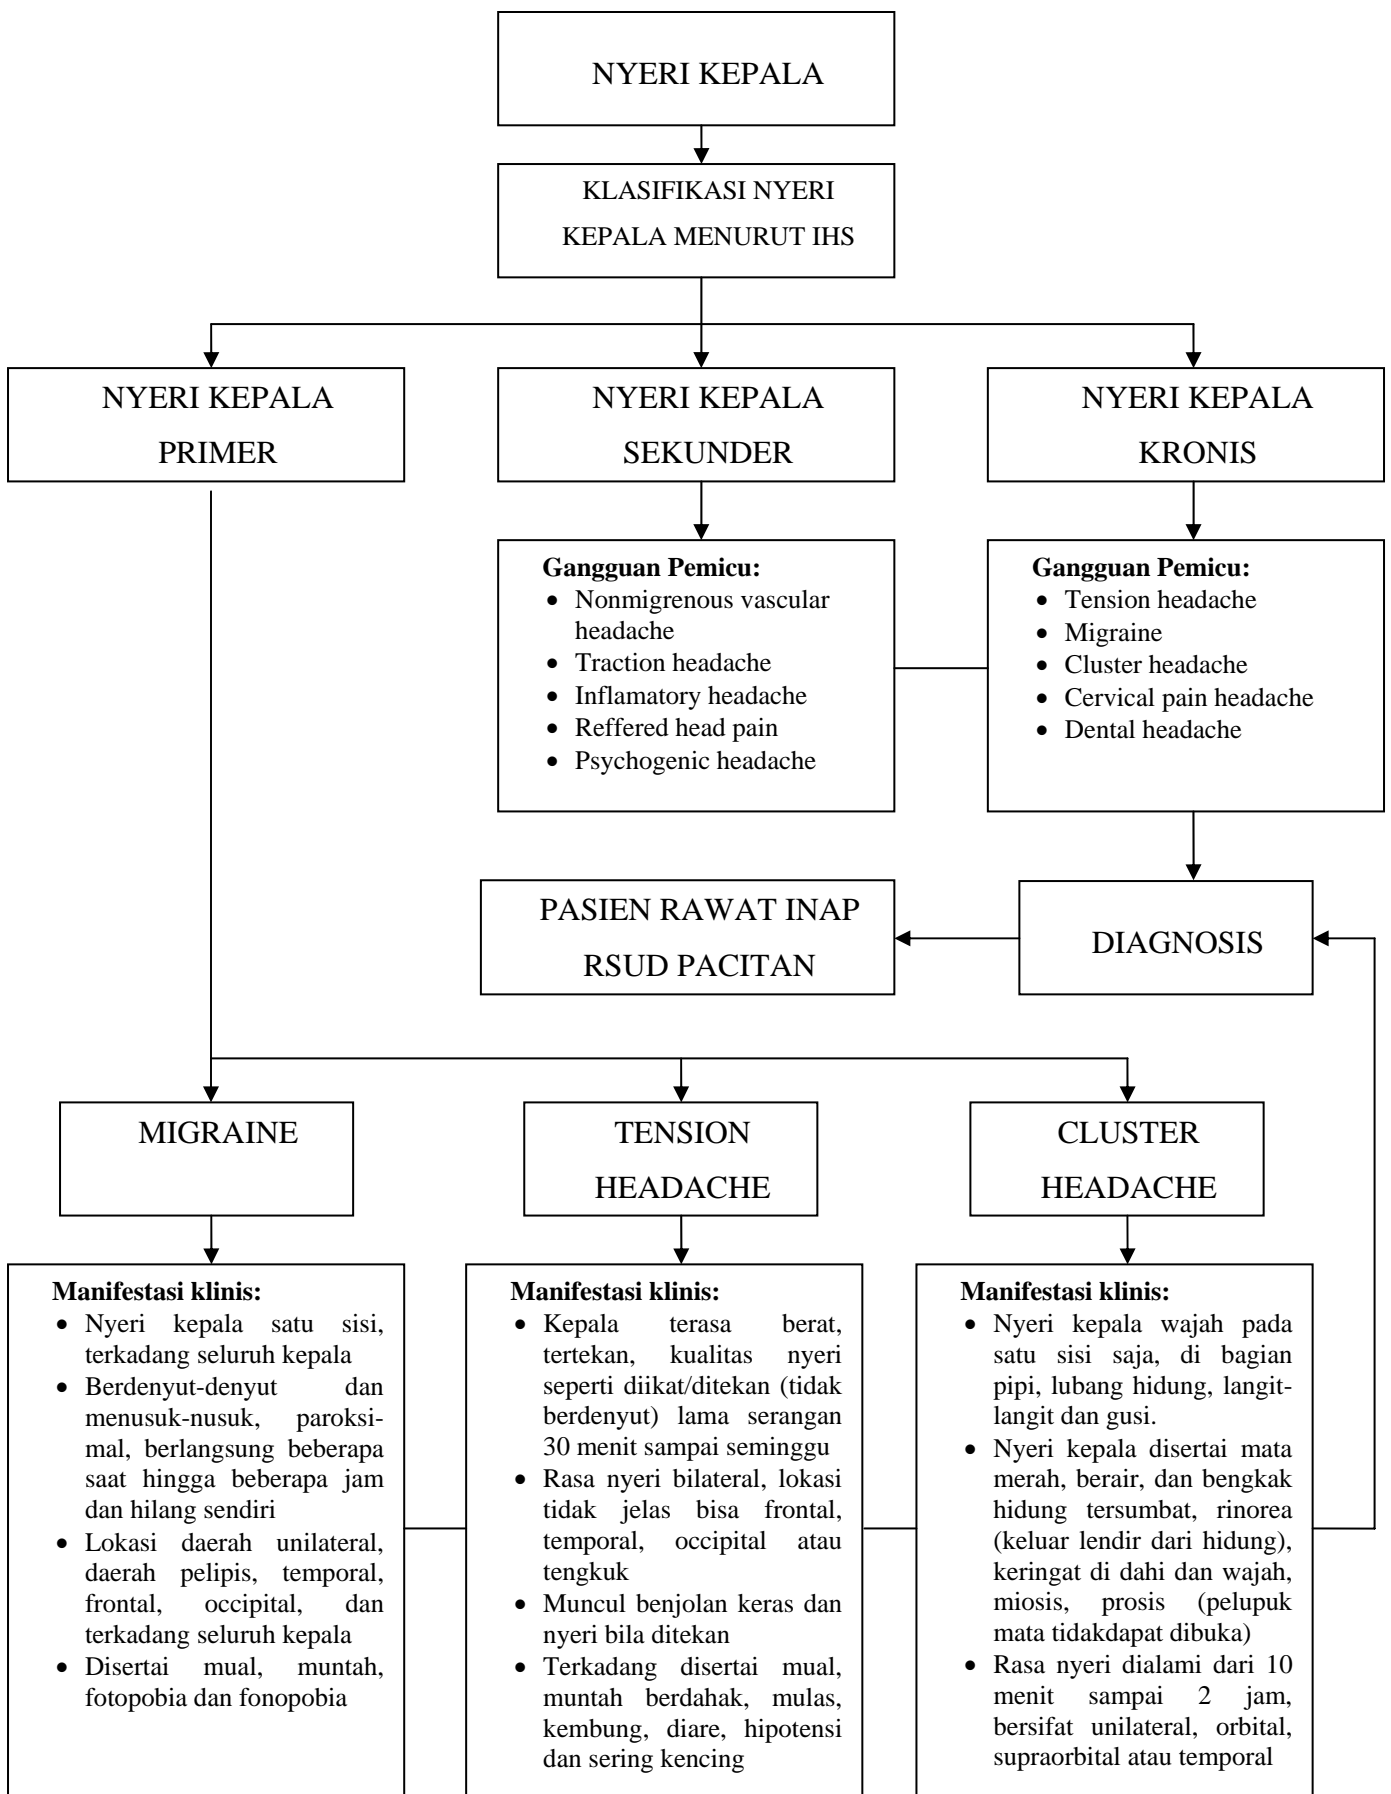 NYERI KEPALA
KLASIFIKASI NYERI
KEPALA MENURUT IHS
NYERI KEPALA
PRIMER
NYERI KEPALA
SEKUNDER
NYERI KEPALA
KRONIS
Gangguan Pemicu:
• Nonmigrenous vascular
headache
• Traction headache
• Inflamatory headache
• Reffered head pain
• Psychogenic headache
Gangguan Pemicu:
• Tension headache
• Migraine
• Cluster headache
• Cervical pain headache
• Dental headache
PASIEN RAWAT INAP
RSUD PACITAN
DIAGNOSIS
MIGRAINE
TENSION
HEADACHE
CLUSTER
HEADACHE
Manifestasi klinis:
• Nyeri kepala satu sisi,
terkadang seluruh kepala
• Berdenyut-denyut dan
menusuk-nusuk, paroksi-
mal, berlangsung beberapa
saat hingga beberapa jam
dan hilang sendiri
• Lokasi daerah unilateral,
daerah pelipis, temporal,
frontal, occipital, dan
terkadang seluruh kepala
• Disertai mual, muntah,
fotopobia dan fonopobia
Manifestasi klinis:
• Kepala terasa berat,
tertekan, kualitas nyeri
seperti diikat/ditekan (tidak
berdenyut) lama serangan
30 menit sampai seminggu
• Rasa nyeri bilateral, lokasi
tidak jelas bisa frontal,
temporal, occipital atau
tengkuk
• Muncul benjolan keras dan
nyeri bila ditekan
• Terkadang disertai mual,
muntah berdahak, mulas,
kembung, diare, hipotensi
dan sering kencing
Manifestasi klinis:
• Nyeri kepala wajah pada
satu sisi saja, di bagian
pipi, lubang hidung, langit-
langit dan gusi.
• Nyeri kepala disertai mata
merah, berair, dan bengkak
hidung tersumbat, rinorea
(keluar lendir dari hidung),
keringat di dahi dan wajah,
miosis, prosis (pelupuk
mata tidakdapat dibuka)
• Rasa nyeri dialami dari 10
menit sampai 2 jam,
bersifat unilateral, orbital,
supraorbital atau temporal